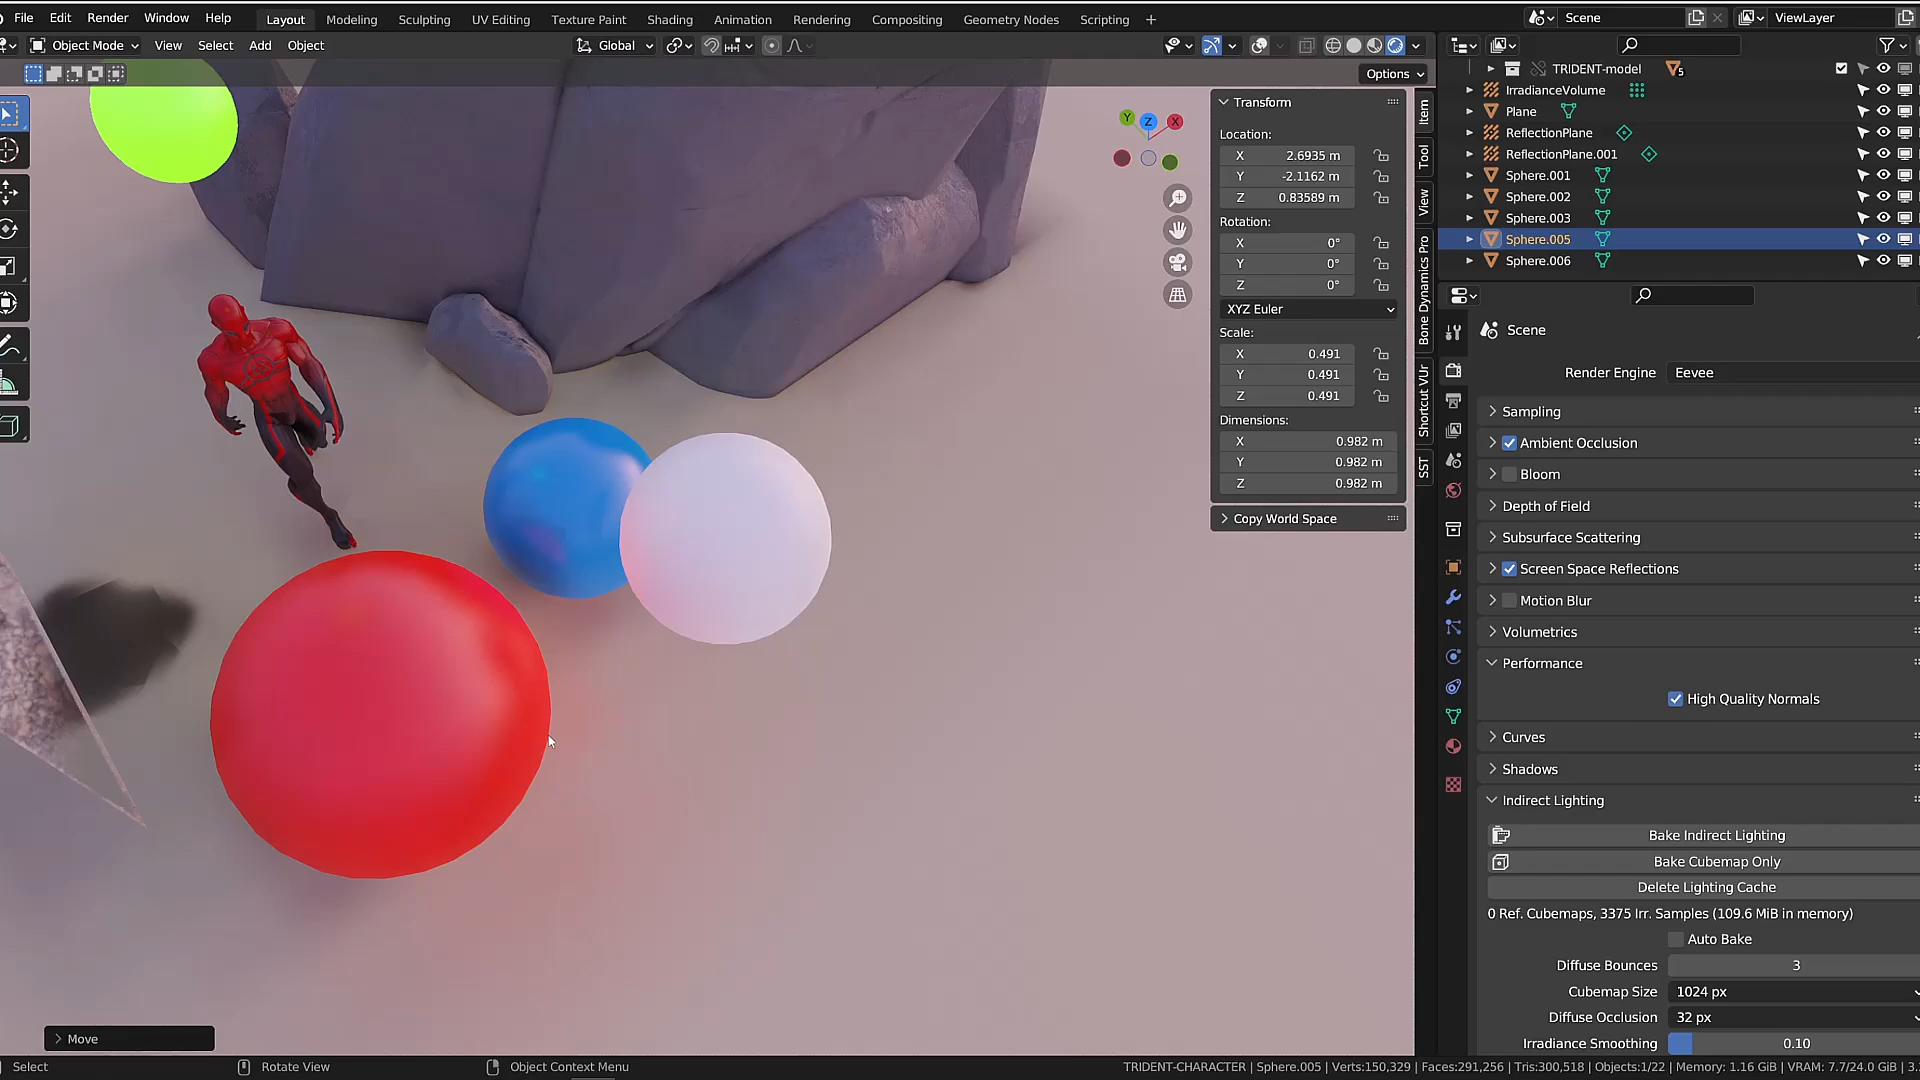 File Edit Render Window Help Layout Modeling Sculpting UV Editing Texture Paint Shading Animation Rendering Compositing Geometry Nodes Scripting + Scene ViewLayer
Object Mode View Select Add Object Global
Options
Transform
Location:
X 2.6935 m
Y -2.1162 m
Z 0.83589 m
Rotation:
X 0°
Y 0°
Z 0°
XYZ Euler
Scale:
X 0.491
Y 0.491
Z 0.491
Dimensions:
X 0.982 m
Y 0.982 m
Z 0.982 m
Copy World Space
Y Z X
Item
Tool
View
Bone Dynamics Pro
Shortcut VUr
SST
TRIDENT-model 5
IrradianceVolume
Plane
ReflectionPlane
ReflectionPlane.001
Sphere.001
Sphere.002
Sphere.003
Sphere.005
Sphere.006
Scene
Render Engine Eevee
Sampling
Ambient Occlusion
Bloom
Depth of Field
Subsurface Scattering
Screen Space Reflections
Motion Blur
Volumetrics
Performance
High Quality Normals
Curves
Shadows
Indirect Lighting
Bake Indirect Lighting
Bake Cubemap Only
Delete Lighting Cache
0 Ref. Cubemaps, 3375 Irr. Samples (109.6 MiB in memory)
Auto Bake
Diffuse Bounces 3
Cubemap Size 1024 px
Diffuse Occlusion 32 px
Irradiance Smoothing 0.10
Move
Select Rotate View Object Context Menu TRIDENT-CHARACTER | Sphere.005 | Verts:150,329 | Faces:291,256 | Tris:300,518 | Objects:1/22 | Memory: 1.16 GiB | VRAM: 7.7/24.0 GiB | 3.